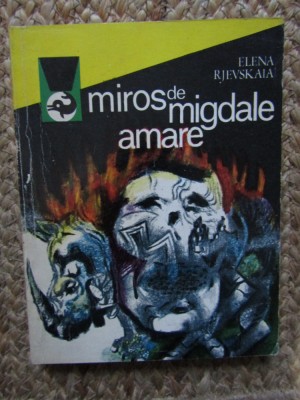 ELENA
RJEVSKAIA
miros de
migdale
amare